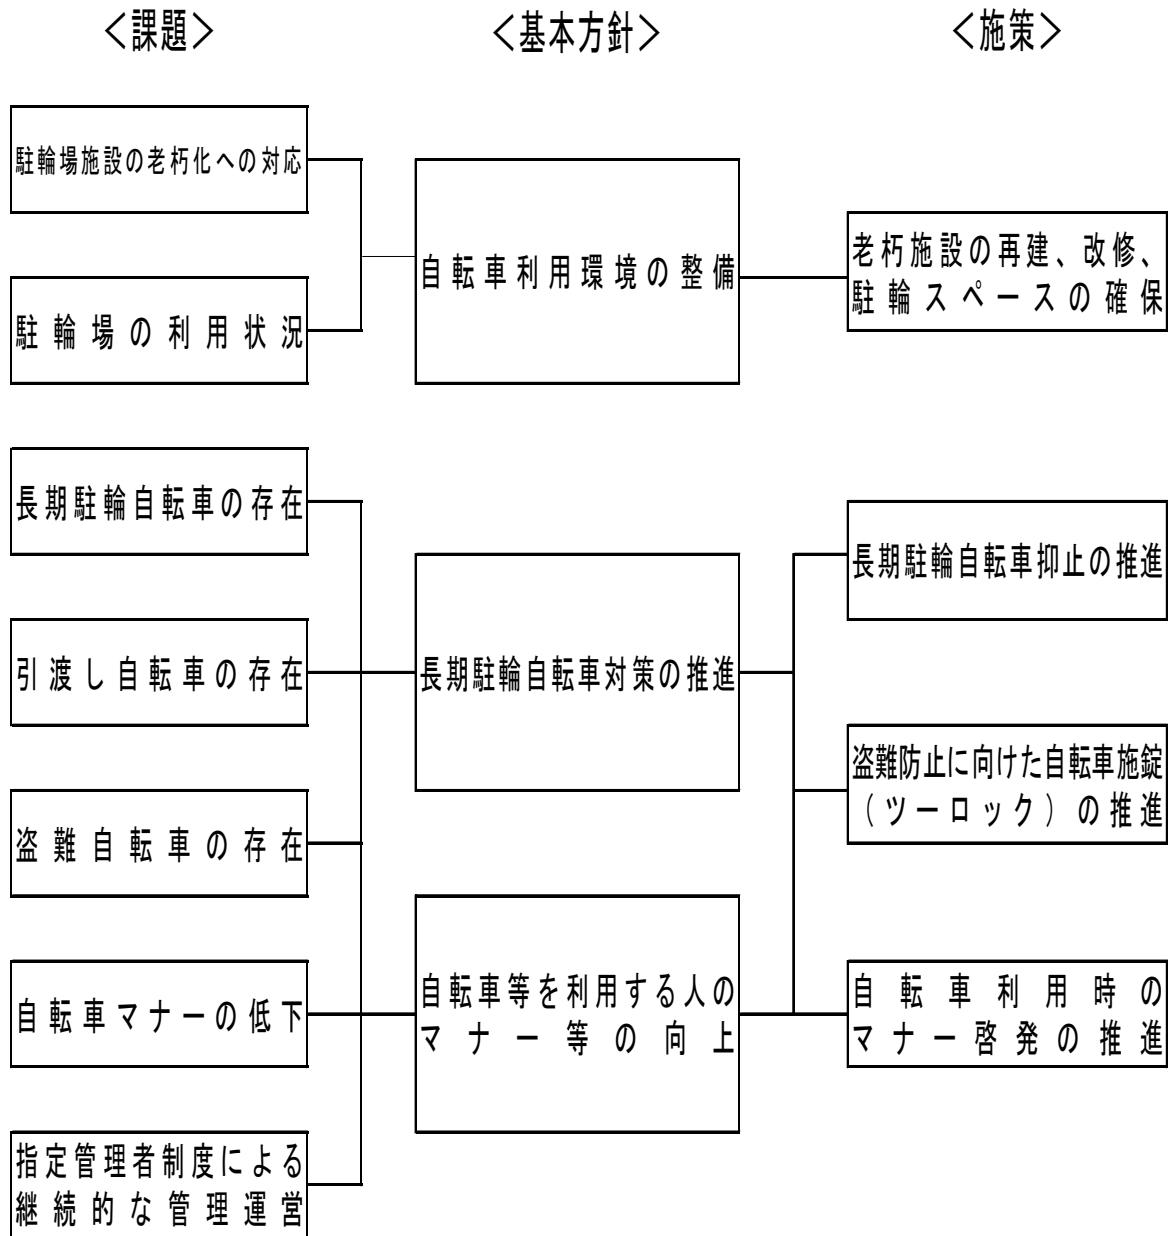 <課題>
<基本方針>
<施策>
駐輪場施設の老朽化への対応
駐輪場の利用状況
自転車利用環境の整備
老朽施設の再建、改修、
駐輪スペースの確保
長期駐輪自転車の存在
引渡し自転車の存在
盗難自転車の存在
自転車マナーの低下
指定管理者制度による
継続的な管理運営
長期駐輪自転車対策の推進
自転車等を利用する人の
マナー等の向上
長期駐輪自転車抑止の推進
盗難防止に向けた自転車施錠
（ツーロック）の推進
自転車利用時の
マナー啓発の推進